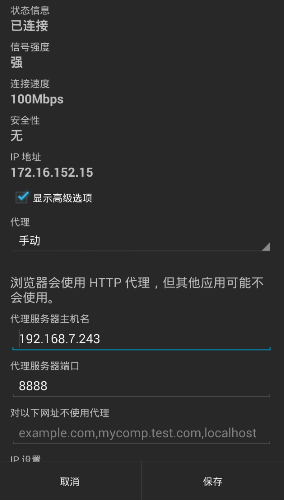 状态信息
已连接
信号强度
强
连接速度
100Mbps
安全性
无
IP 地址
172.16.152.15
显示高级选项
代理
手动
浏览器会使用 HTTP 代理，但其他应用可能不
会使用。
代理服务器主机名
192.168.7.243
代理服务器端口
8888
对以下网址不使用代理
example.com,mycomp.test.com,localhost
IP 设置
取消
保存